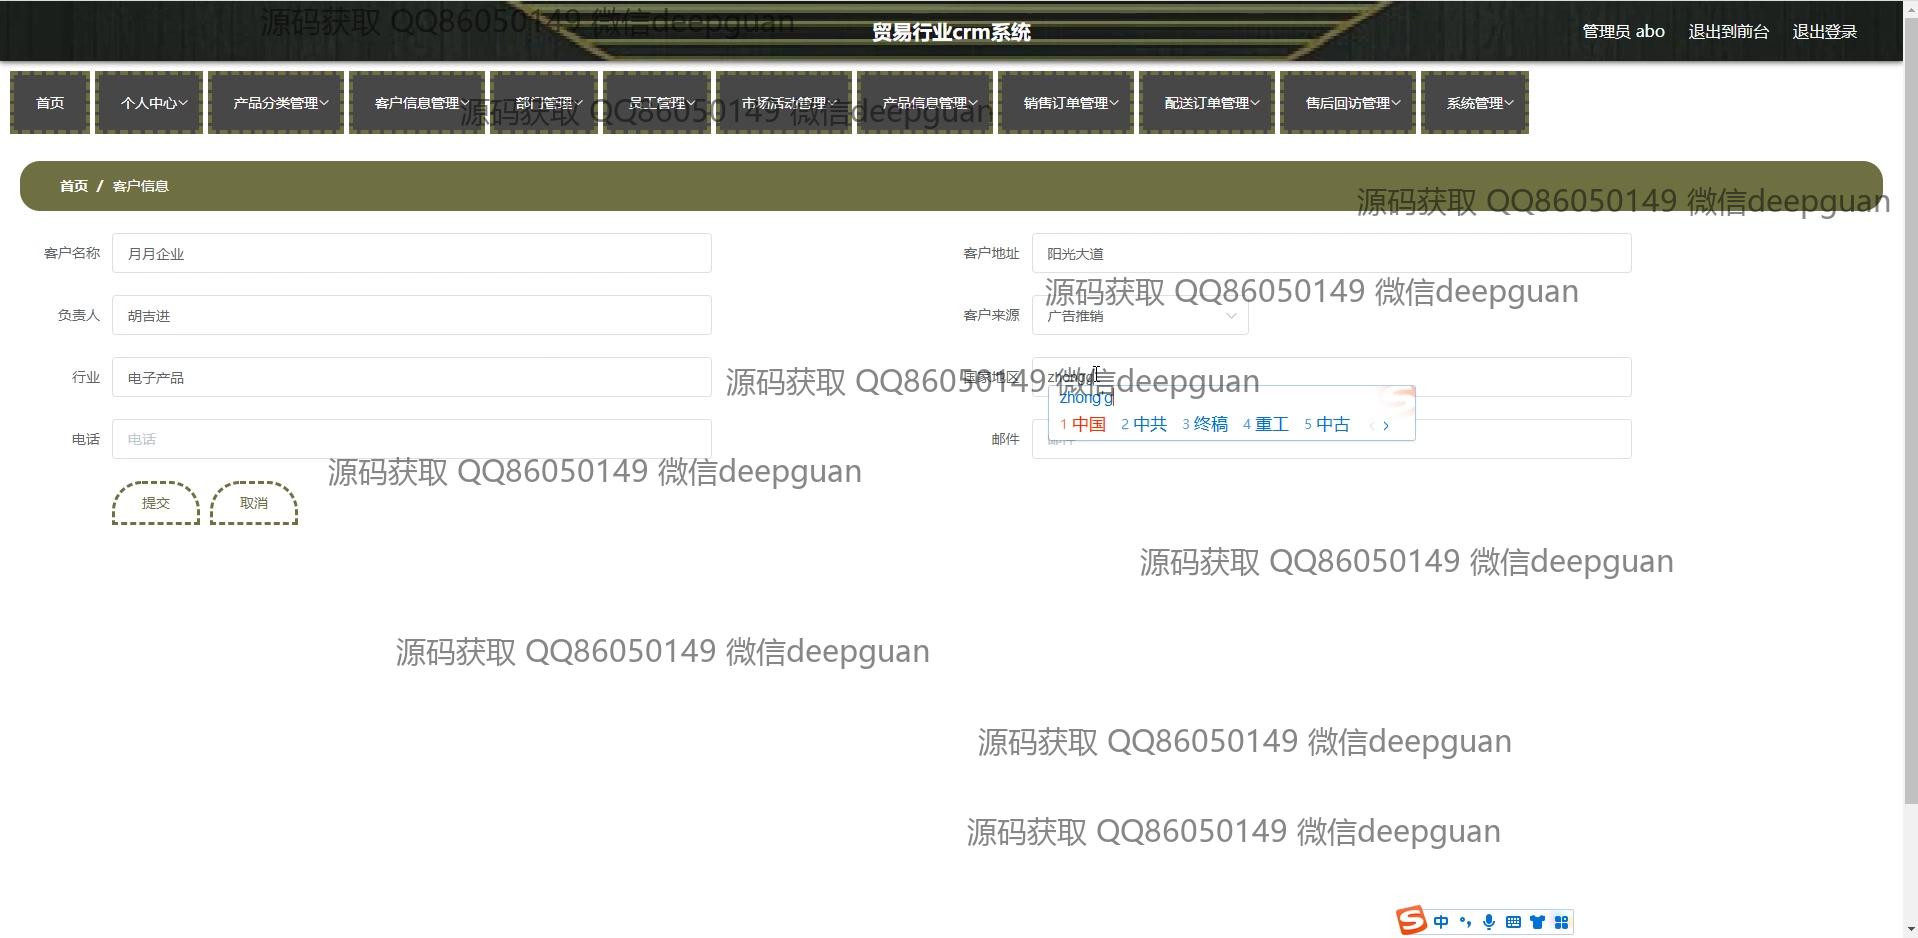 源码获取 QQ86050149 微信deepguan
贸易行业crm系统
管理员 abo 退出到前台 退出登录
首页 个人中心 产品分类管理 客户信息管理 部门管理 员工管理 市场活动管理 产品信息管理 销售订单管理 配送订单管理 售后回访管理 系统管理
源码获取 QQ86050149 微信deepguan
首页 / 客户信息
源码获取 QQ86050149 微信deepguan
客户名称 月月企业 客户地址 阳光大道
源码获取 QQ86050149 微信deepguan
负责人 胡吉进 客户来源 广告推销
行业 电子产品 国家地区 zhongg
源码获取 QQ86050149 微信deepguan
zhong'g
1 中国 2 中共 3 终稿 4 重工 5 中古
电话 电话 邮件 邮件
源码获取 QQ86050149 微信deepguan
提交 取消
源码获取 QQ86050149 微信deepguan
源码获取 QQ86050149 微信deepguan
源码获取 QQ86050149 微信deepguan
源码获取 QQ86050149 微信deepguan
中